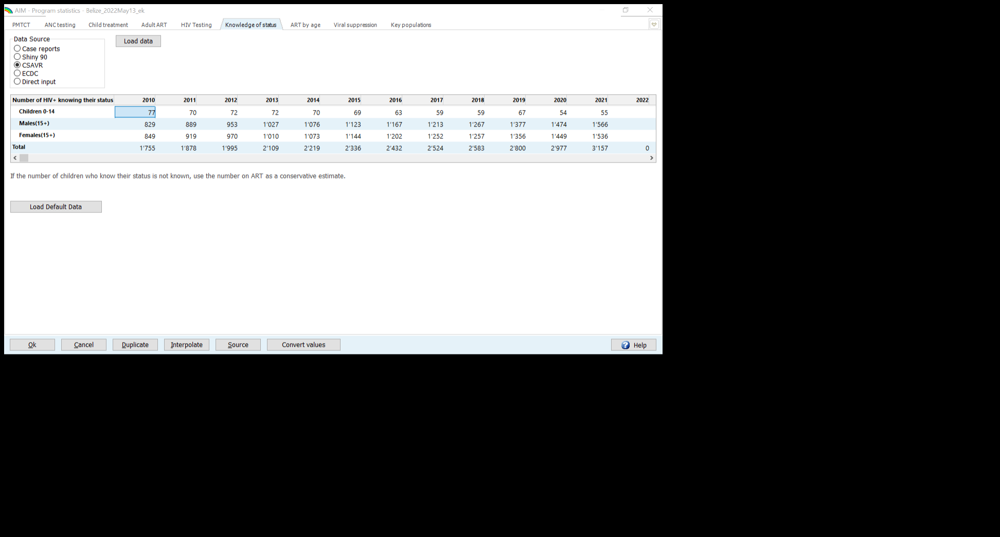 AIM - Program statistics - Belize_2022May13_ek
PMTCT ANC testing Child treatment Adult ART HIV Testing Knowledge of status ART by age Viral suppression Key populations
Data Source
Load data
Case reports
Shiny 90
CSAVR
ECDC
Direct input
Number of HIV+ knowing their status 2010 2011 2012 2013 2014 2015 2016 2017 2018 2019 2020 2021 2022
Children 0-14 77 70 72 72 70 69 63 59 59 67 54 55
Males(15+) 829 889 953 1'027 1'076 1'123 1'167 1'213 1'267 1'377 1'474 1'566
Females(15+) 849 919 970 1'010 1'073 1'144 1'202 1'252 1'257 1'356 1'449 1'536
Total 1'755 1'878 1'995 2'109 2'219 2'336 2'432 2'524 2'583 2'800 2'977 3'157 0
If the number of children who know their status is not known, use the number on ART as a conservative estimate.
Load Default Data
Ok Cancel Duplicate Interpolate Source Convert values Help